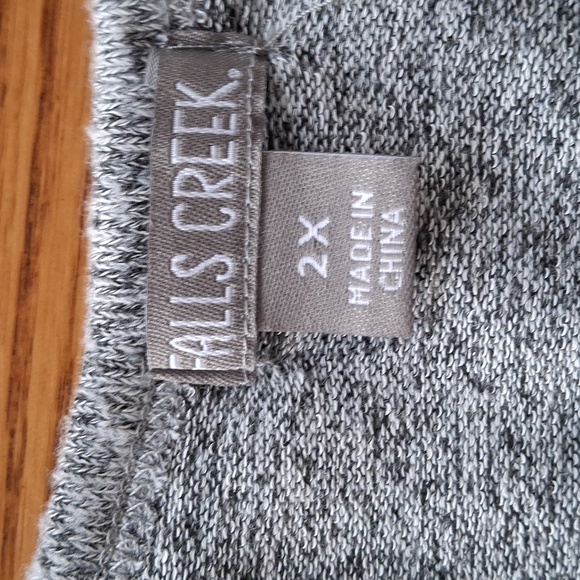 FALLS CREEK.
2X
MADE IN
CHINA